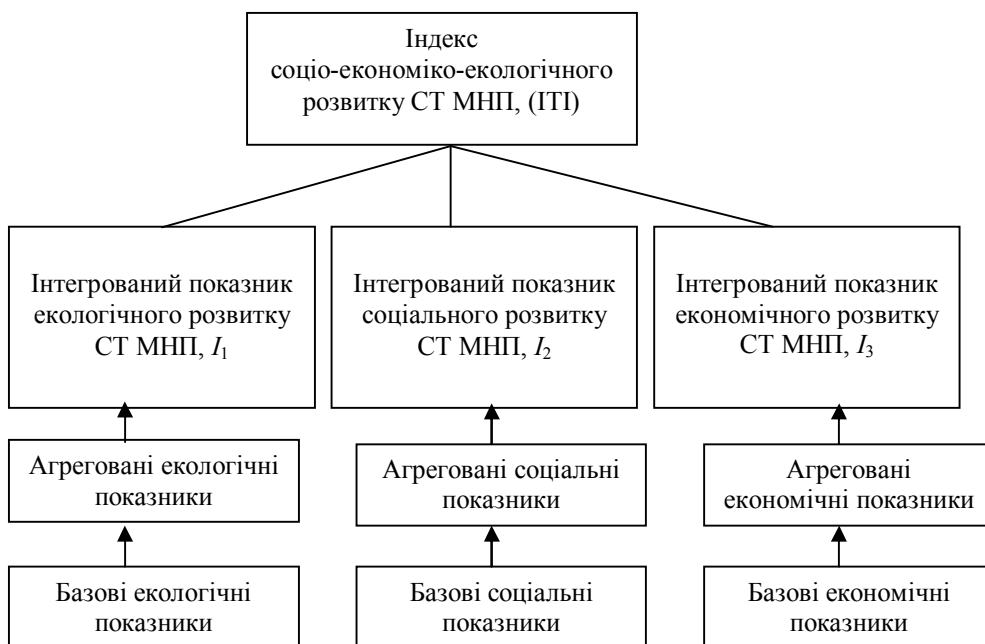 Індекс
соціо-економіко-екологічного
розвитку СТ МНП, (ІТІ)
Інтегрований показник
екологічного розвитку
СТ МНП, I1
Інтегрований показник
соціального розвитку
СТ МНП, I2
Інтегрований показник
економічного розвитку
СТ МНП, I3
Агреговані екологічні
показники
Агреговані соціальні
показники
Агреговані
економічні показники
Базові екологічні
показники
Базові соціальні
показники
Базові економічні
показники